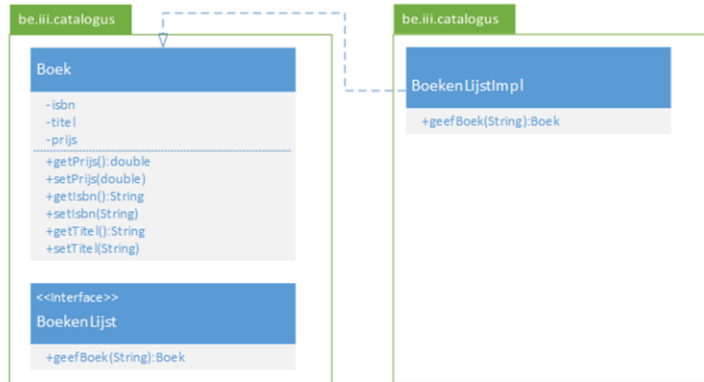 be.iii.catalogus
Boek
-isbn
-titel
-prijs
+getPrijs():double
+setPrijs(double)
+getIsbn():String
+setIsbn(String)
+getTitel():String
+setTitel(String)
<<Interface>>
BoekenLijst
+geefBoek(String):Boek
be.iii.catalogus
BoekenLijstImpl
+geefBoek(String):Boek